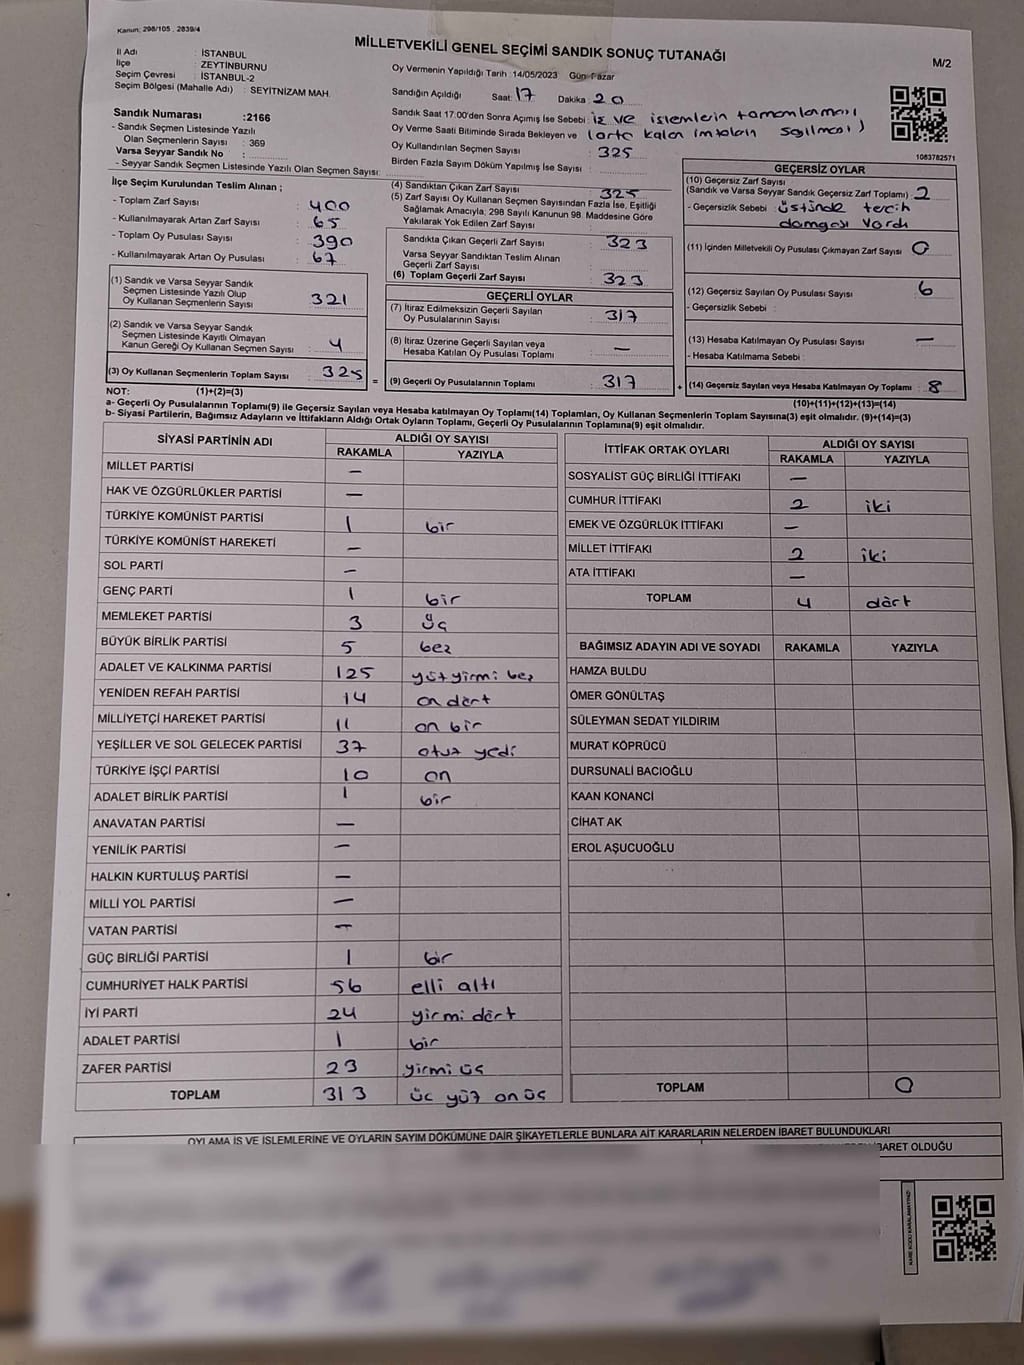 Kanun: 298/105 , 2839/4
MİLLETVEKİLİ GENEL SEÇİMİ SANDIK SONUÇ TUTANAĞI
M/2
İl Adı : İSTANBUL
İlçe : ZEYTİNBURNU
Seçim Çevresi : İSTANBUL-2
Seçim Bölgesi (Mahalle Adı) : SEYİTNİZAM MAH.
Oy Vermenin Yapıldığı Tarih 14/05/2023 Gün Pazar
Sandığın Açıldığı Saat: 17 Dakika: 20
Sandık Saat 17:00'den Sonra Açımış İse Sebebi : iş ve işlemlerin tamamlanması
Oy Verme Saati Bitiminde Sırada Bekleyen ve (arta kalan imzaların sayılması)
Oy Kullandırılan Seçmen Sayısı : 325
Birden Fazla Sayım Döküm Yapılmış İse Sayısı :
1083782571
Sandık Numarası :2166
- Sandık Seçmen Listesinde Yazılı
Olan Seçmenlerin Sayısı : 369
Varsa Seyyar Sandık No :
- Seyyar Sandık Seçmen Listesinde Yazılı Olan Seçmen Sayısı:
İlçe Seçim Kurulundan Teslim Alınan ;
- Toplam Zarf Sayısı : 400
- Kullanılmayarak Artan Zarf Sayısı : 65
- Toplam Oy Pusulası Sayısı : 390
- Kullanılmayarak Artan Oy Pusulası : 67
(1) Sandık ve Varsa Seyyar Sandık
Seçmen Listesinde Yazılı Olup
Oy Kullanan Seçmenlerin Sayısı : 321
(2) Sandık ve Varsa Seyyar Sandık
Seçmen Listesinde Kayıtlı Olmayan
Kanun Gereği Oy Kullanan Seçmen Sayısı : 4
(3) Oy Kullanan Seçmenlerin Toplam Sayısı : 325
(4) Sandıktan Çıkan Zarf Sayısı : 325
(5) Zarf Sayısı Oy Kullanan Seçmen Sayısından Fazla İse, Eşitliği
Sağlamak Amacıyla, 298 Sayılı Kanunun 98. Maddesine Göre
Yakılarak Yok Edilen Zarf Sayısı :
Sandıkta Çıkan Geçerli Zarf Sayısı : 323
Varsa Seyyar Sandıktan Teslim Alınan
Geçerli Zarf Sayısı :
(6) Toplam Geçerli Zarf Sayısı : 323
GEÇERLİ OYLAR
(7) İtiraz Edilmeksizin Geçerli Sayılan
Oy Pusulalarının Sayısı : 317
(8) İtiraz Üzerine Geçerli Sayılan veya
Hesaba Katılan Oy Pusulası Toplamı : —
= (9) Geçerli Oy Pusulalarının Toplamı : 317
GEÇERSİZ OYLAR
(10) Geçersiz Zarf Sayısı
(Sandık ve Varsa Seyyar Sandık Geçersiz Zarf Toplamı) : 2
- Geçersizlik Sebebi : üstünde tercih
damgası vardı
(11) İçinden Milletvekili Oy Pusulası Çıkmayan Zarf Sayısı : 0
(12) Geçersiz Sayılan Oy Pusulası Sayısı : 6
- Geçersizlik Sebebi :
(13) Hesaba Katılmayan Oy Pusulası Sayısı : —
- Hesaba Katılmama Sebebi :
+ (14) Geçersiz Sayılan veya Hesaba Katılmayan Oy Toplamı : 8
NOT: (1)+(2)=(3)
(10)+(11)+(12)+(13)=(14)
a- Geçerli Oy Pusulalarının Toplamı(9) ile Geçersiz Sayılan veya Hesaba katılmayan Oy Toplamı(14) Toplamları, Oy Kullanan Seçmenlerin Toplam Sayısına(3) eşit olmalıdır. (9)+(14)=(3)
b- Siyasi Partilerin, Bağımsız Adayların ve İttifakların Aldığı Ortak Oyların Toplamı, Geçerli Oy Pusulalarının Toplamına(9) eşit olmalıdır.
SİYASİ PARTİNİN ADI ALDIĞI OY SAYISI
RAKAMLA YAZIYLA
MİLLET PARTİSİ —
HAK VE ÖZGÜRLÜKLER PARTİSİ —
TÜRKİYE KOMÜNİST PARTİSİ 1 bir
TÜRKİYE KOMÜNİST HAREKETİ —
SOL PARTİ —
GENÇ PARTİ 1 bir
MEMLEKET PARTİSİ 3 üç
BÜYÜK BİRLİK PARTİSİ 5 beş
ADALET VE KALKINMA PARTİSİ 125 yüzyirmi beş
YENİDEN REFAH PARTİSİ 14 on dört
MİLLİYETÇİ HAREKET PARTİSİ 11 on bir
YEŞİLLER VE SOL GELECEK PARTİSİ 37 otuz yedi
TÜRKİYE İŞÇİ PARTİSİ 10 on
ADALET BİRLİK PARTİSİ 1 bir
ANAVATAN PARTİSİ —
YENİLİK PARTİSİ —
HALKIN KURTULUŞ PARTİSİ —
MİLLİ YOL PARTİSİ —
VATAN PARTİSİ —
GÜÇ BİRLİĞİ PARTİSİ 1 bir
CUMHURİYET HALK PARTİSİ 56 elli altı
İYİ PARTİ 24 yirmi dört
ADALET PARTİSİ 1 bir
ZAFER PARTİSİ 23 yirmi üç
TOPLAM 313 üç yüz on üç
İTTİFAK ORTAK OYLARI ALDIĞI OY SAYISI
RAKAMLA YAZIYLA
SOSYALİST GÜÇ BİRLİĞİ İTTİFAKI —
CUMHUR İTTİFAKI 2 iki
EMEK VE ÖZGÜRLÜK İTTİFAKI —
MİLLET İTTİFAKI 2 iki
ATA İTTİFAKI —
TOPLAM 4 dört
BAĞIMSIZ ADAYIN ADI VE SOYADI RAKAMLA YAZIYLA
HAMZA BULDU
ÖMER GÖNÜLTAŞ
SÜLEYMAN SEDAT YILDIRIM
MURAT KÖPRÜCÜ
DURSUNALİ BACIOĞLU
KAAN KONANCİ
CİHAT AK
EROL AŞUCUOĞLU
TOPLAM 0
OYLAMA İŞ VE İŞLEMLERİNE VE OYLARIN SAYIM DÖKÜMÜNE DAİR ŞİKAYETLERLE BUNLARA AİT KARARLARIN NELERDEN İBARET BULUNDUKLARI
İBARET OLDUĞU